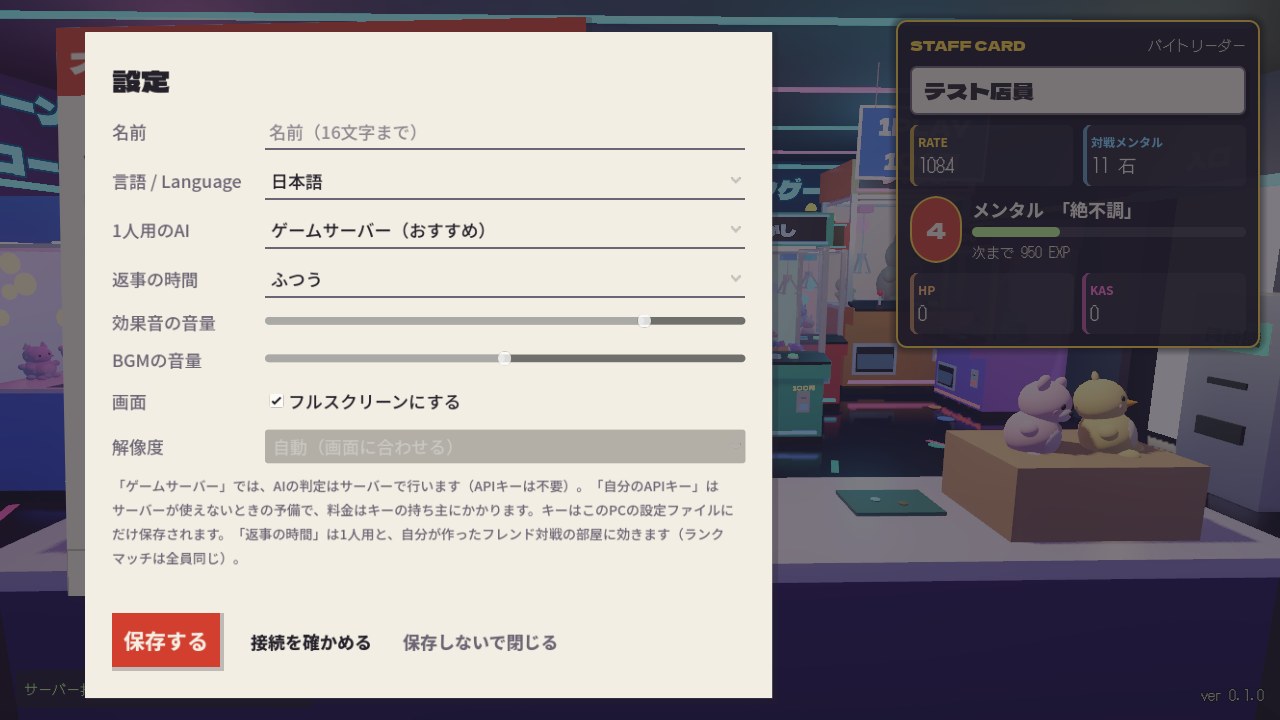 設定
名前
名前（16文字まで）
言語 / Language
日本語
1人用のAI
ゲームサーバー（おすすめ）
返事の時間
ふつう
効果音の音量
BGMの音量
画面
フルスクリーンにする
解像度
自動（画面に合わせる）
「ゲームサーバー」では、AIの判定はサーバーで行います（APIキーは不要）。「自分のAPIキー」は
サーバーが使えないときの予備で、料金はキーの持ち主にかかります。キーはこのPCの設定ファイルに
だけ保存されます。「返事の時間」は1人用と、自分が作ったフレンド対戦の部屋に効きます（ランク
マッチは全員同じ）。
保存する
接続を確かめる
保存しないで閉じる
STAFF CARD
バイトリーダー
テスト店員
RATE
1084
対戦メンタル
11 石
4
メンタル 「絶不調」
次まで 950 EXP
HP
0
KAS
0
サーバー
ver 0.1.0